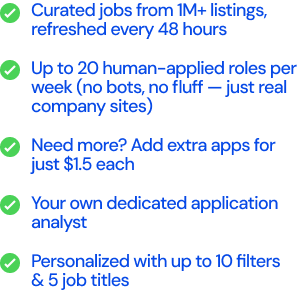 Curated jobs from 1M+ listings,
refreshed every 48 hours
Up to 20 human-applied roles per
week (no bots, no fluff — just real
company sites)
Need more? Add extra apps for
just $1.5 each
Your own dedicated application
analyst
Personalized with up to 10 filters
& 5 job titles